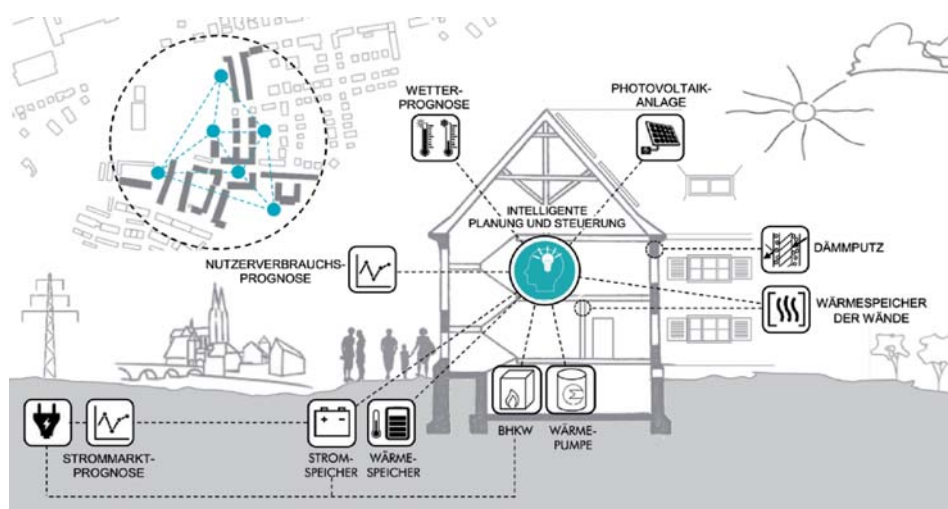 WETTER-
PROGNOSE
PHOTOVOLTAIK-
ANLAGE
INTELLIGENTE
PLANUNG UND STEUERUNG
DÄMMPUTZ
NUTZERVERBRAUCHS-
PROGNOSE
WÄRMESPEICHER
DER WÄNDE
STROMMARKT-
PROGNOSE
STROM-
SPEICHER
WÄRME-
SPEICHER
BHKW
WÄRME-
PUMPE